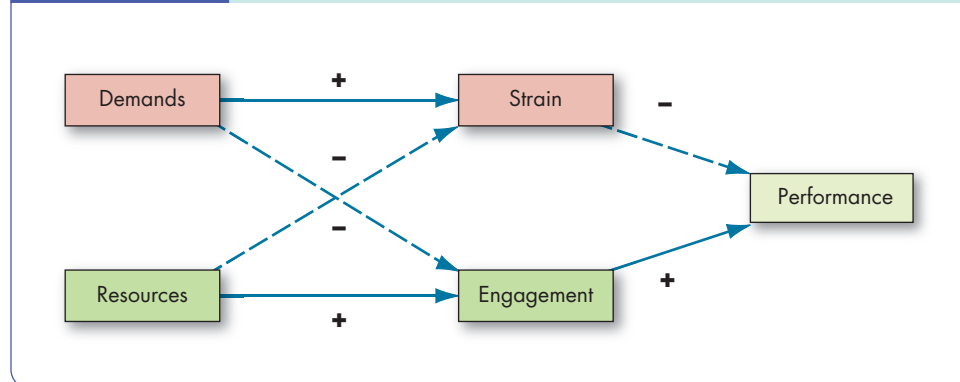 Demands
+
Strain
-
-
Performance
-
Resources
+
Engagement
+